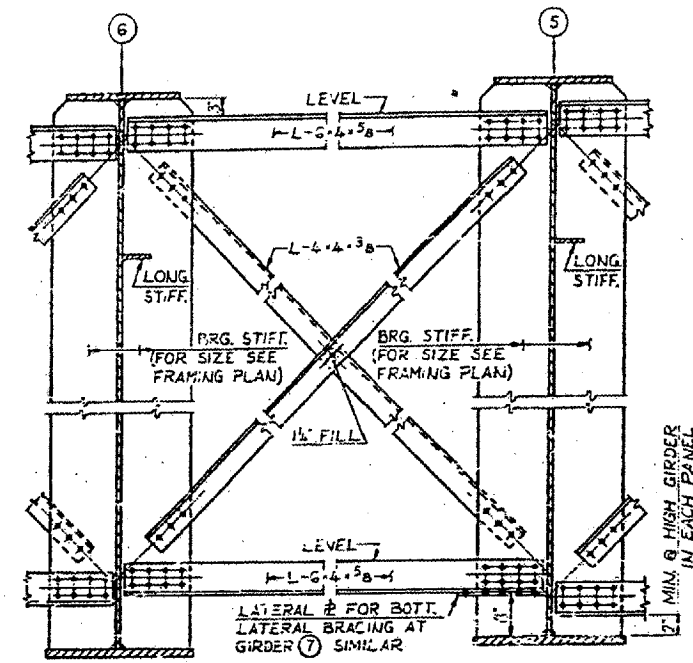 6
5
3"
LEVEL
L-6×4×5/8
L-4×4×3/8
LONG.
STIFF.
LONG.
STIFF.
BRG. STIFF.
(FOR SIZE SEE
FRAMING PLAN)
BRG. STIFF.
(FOR SIZE SEE
FRAMING PLAN)
1/4" FILL
LEVEL
L-6×4×5/8
LATERAL ℄ FOR BOTT.
LATERAL BRACING AT
GIRDER 7 SIMILAR
7" MIN. @ HIGH GIRDER
IN EACH PANEL